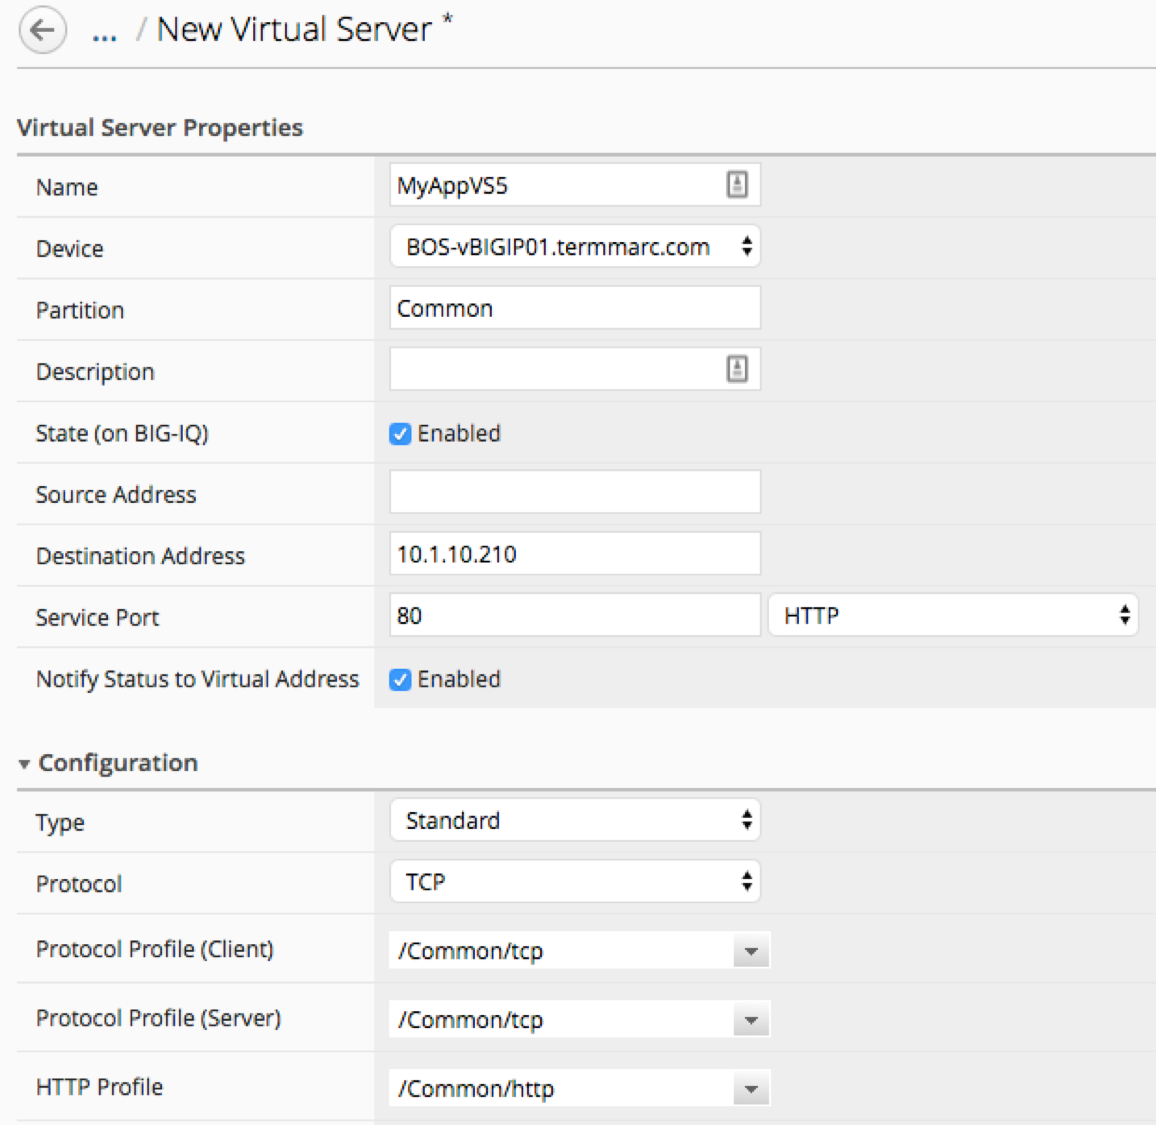 ... / New Virtual Server *
Virtual Server Properties
Name MyAppVS5
Device BOS-vBIGIP01.termmarc.com
Partition Common
Description
State (on BIG-IQ) Enabled
Source Address
Destination Address 10.1.10.210
Service Port 80 HTTP
Notify Status to Virtual Address Enabled
Configuration
Type Standard
Protocol TCP
Protocol Profile (Client) /Common/tcp
Protocol Profile (Server) /Common/tcp
HTTP Profile /Common/http